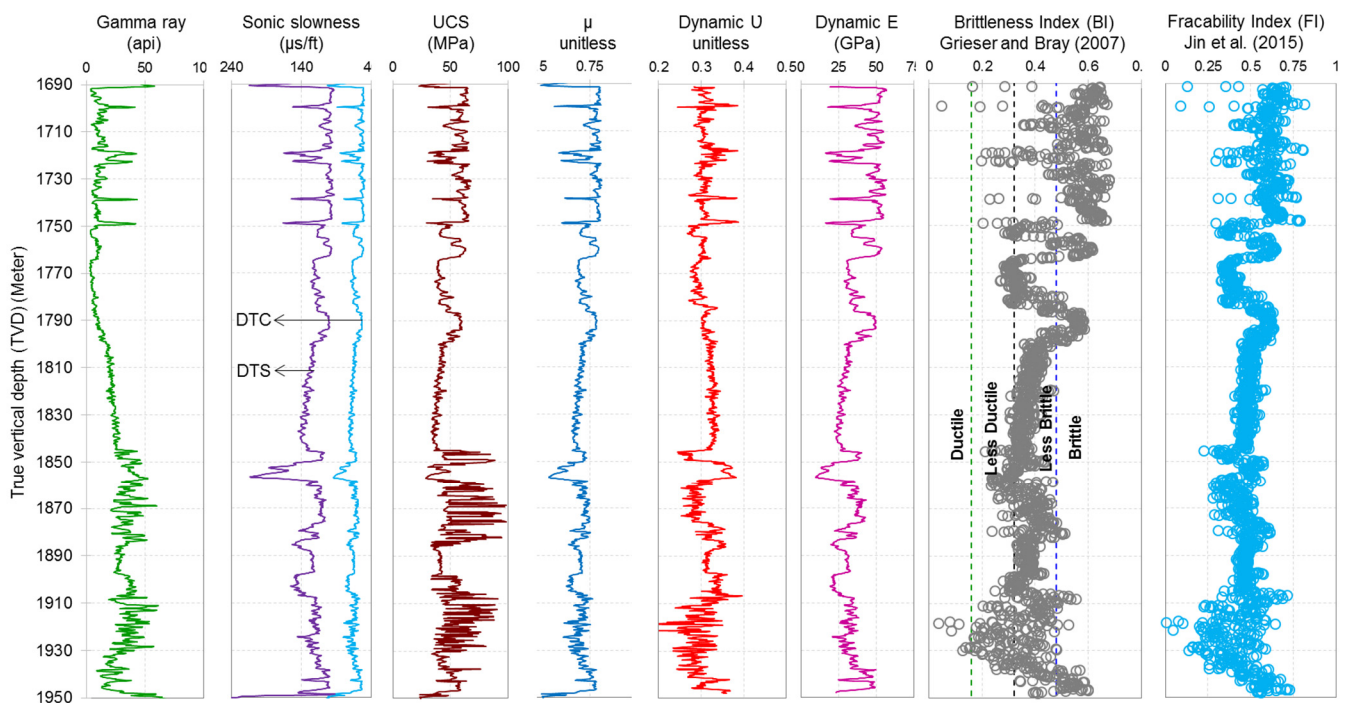 Gamma ray
(api)
Sonic slowness
(µs/ft)
UCS
(MPa)
µ
unitless
Dynamic Ʊ
unitless
Dynamic E
(GPa)
Brittleness Index (BI)
Grieser and Bray (2007)
Fracability Index (FI)
Jin et al. (2015)
0 50 10
240 140 4
0 50 100
5 0.75
0.2 0.3 0.4 0.5
0 25 50 75
0 0.2 0.4 0.6 0.
0 0.25 0.5 0.75 1
True vertical depth (TVD) (Meter)
1690
1710
1730
1750
1770
1790
1810
1830
1850
1870
1890
1910
1930
1950
DTC
DTS
Ductile
Less Ductile
Less Brittle
Brittle